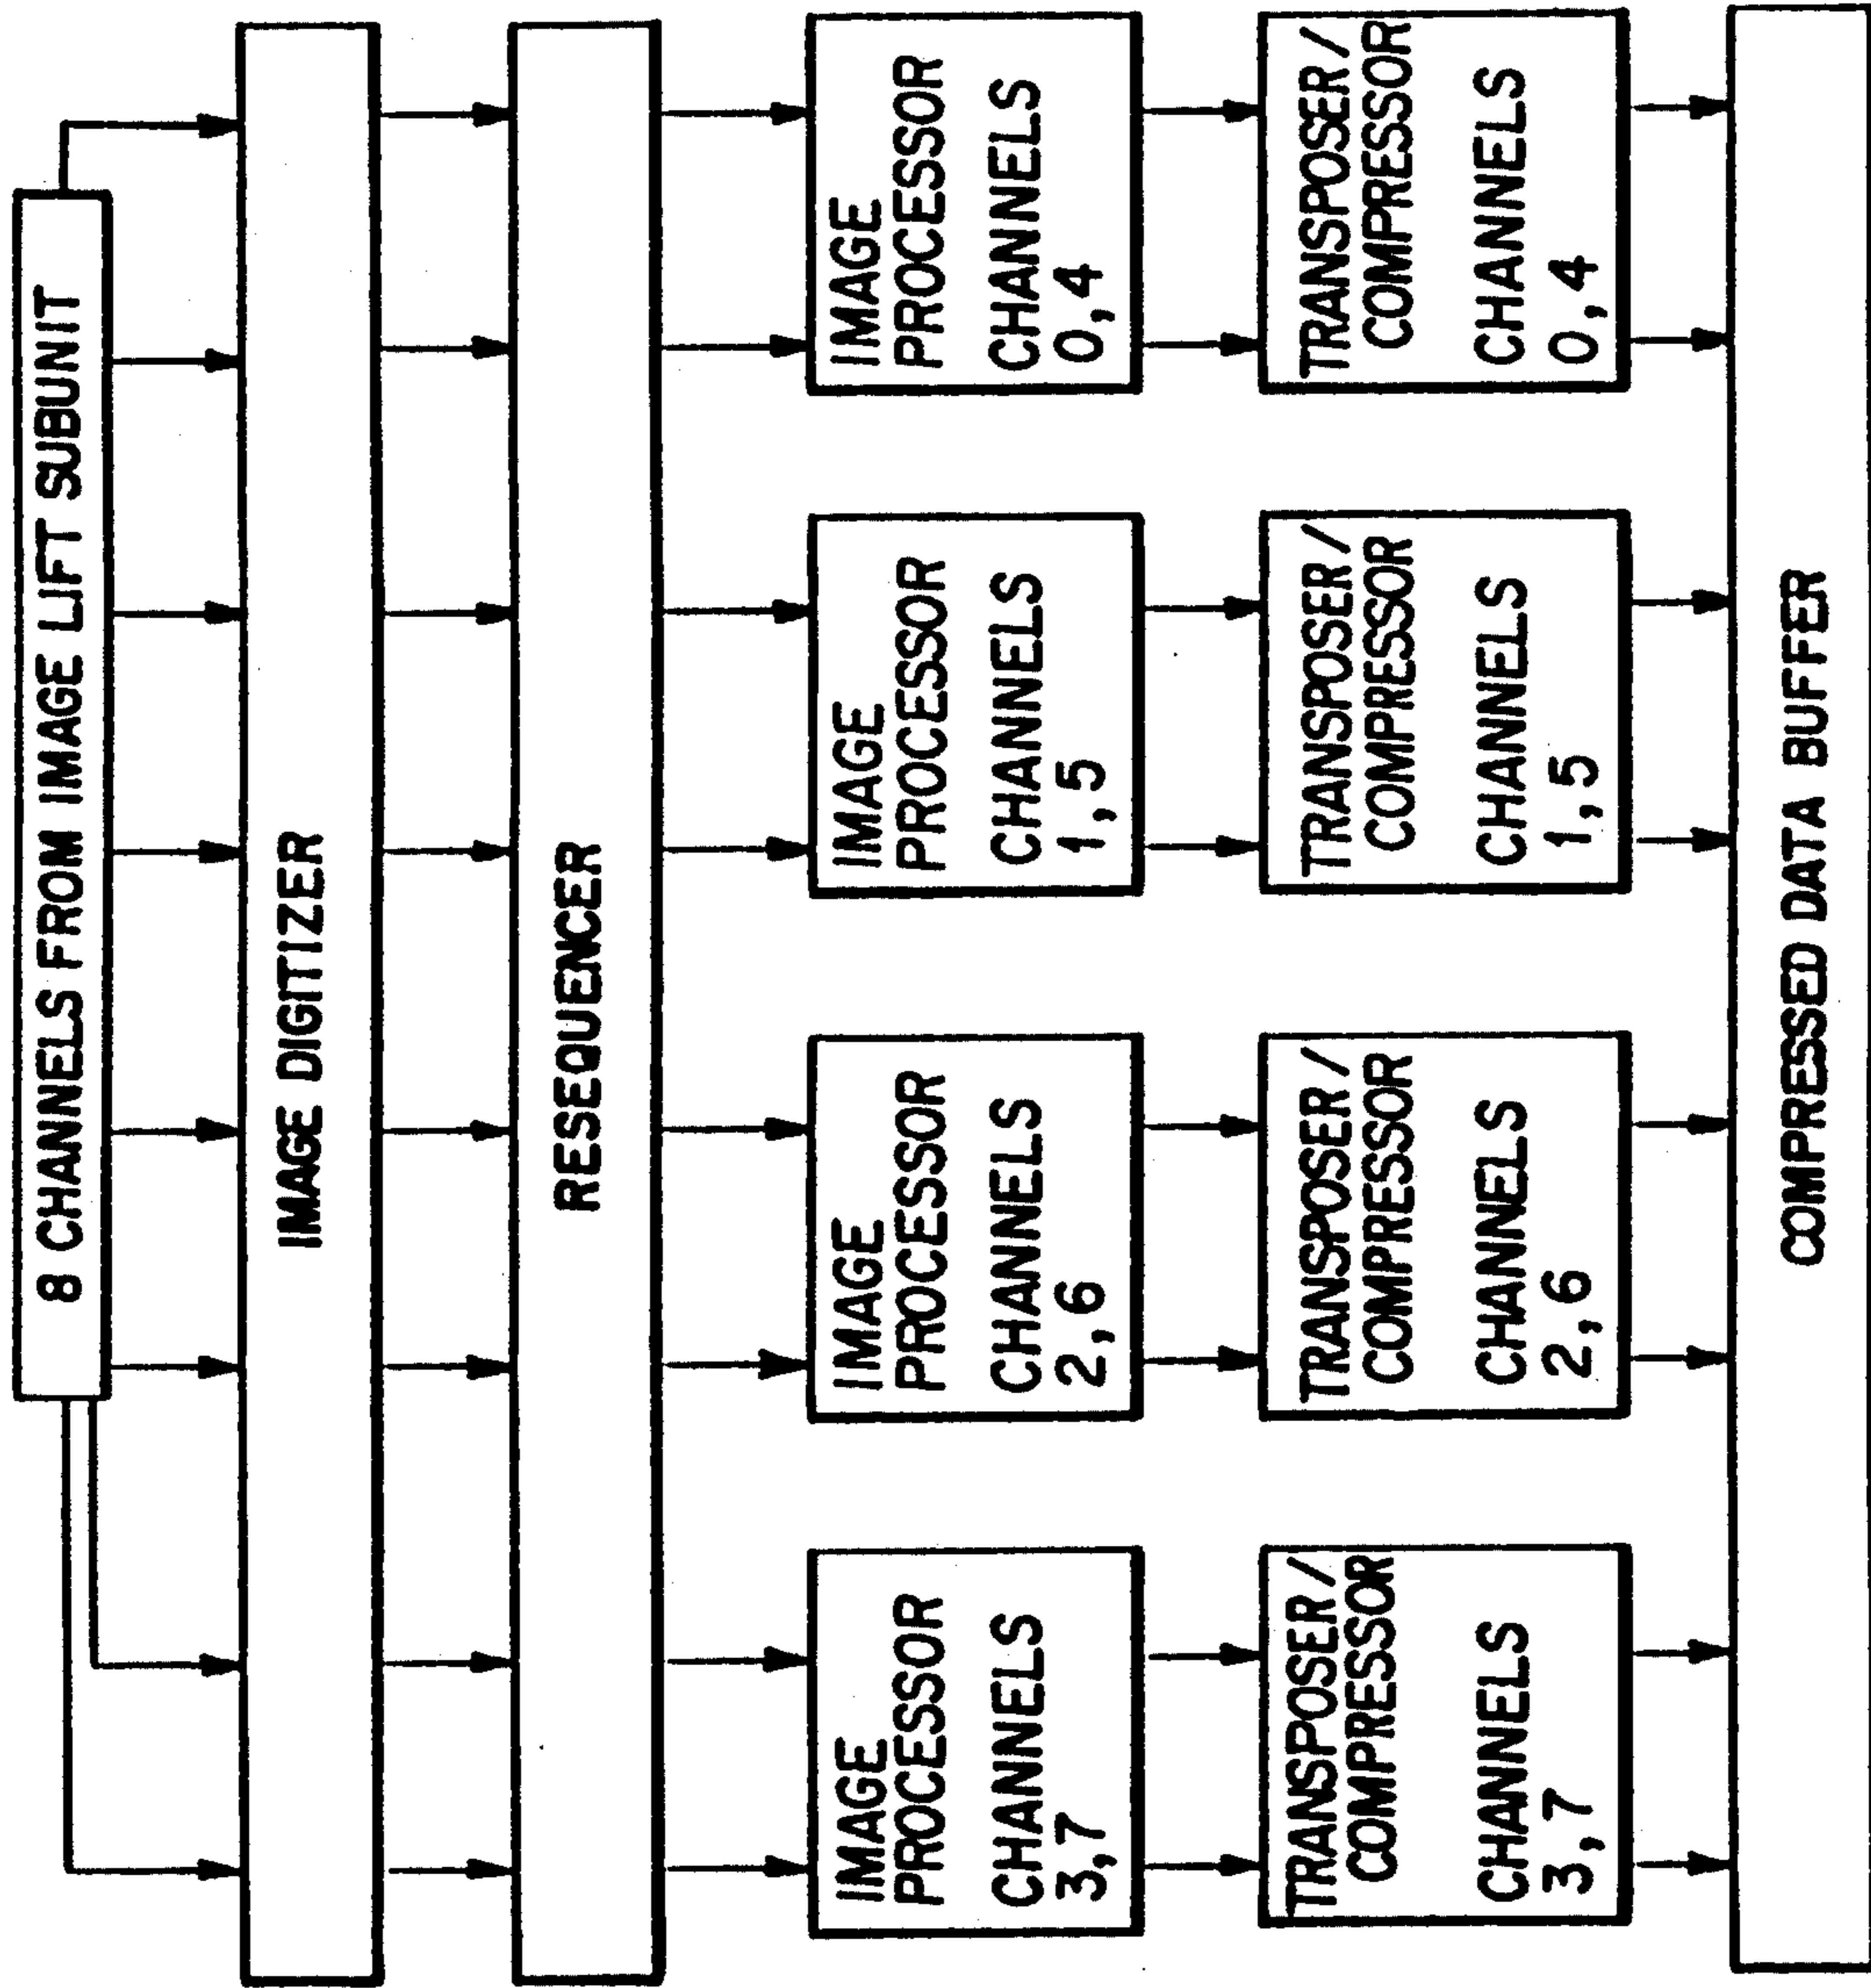 8 CHANNELS FROM IMAGE LIFT SUBUNIT
IMAGE DIGITIZER
RESEQUENCER
IMAGE
PROCESSOR
CHANNELS
3,7
IMAGE
PROCESSOR
CHANNELS
2,6
IMAGE
PROCESSOR
CHANNELS
1,5
IMAGE
PROCESSOR
CHANNELS
0,4
TRANSPOSER/
COMPRESSOR
CHANNELS
3,7
TRANSPOSER/
COMPRESSOR
CHANNELS
2,6
TRANSPOSER/
COMPRESSOR
CHANNELS
1,5
TRANSPOSER/
COMPRESSOR
CHANNELS
0,4
COMPRESSED DATA BUFFER